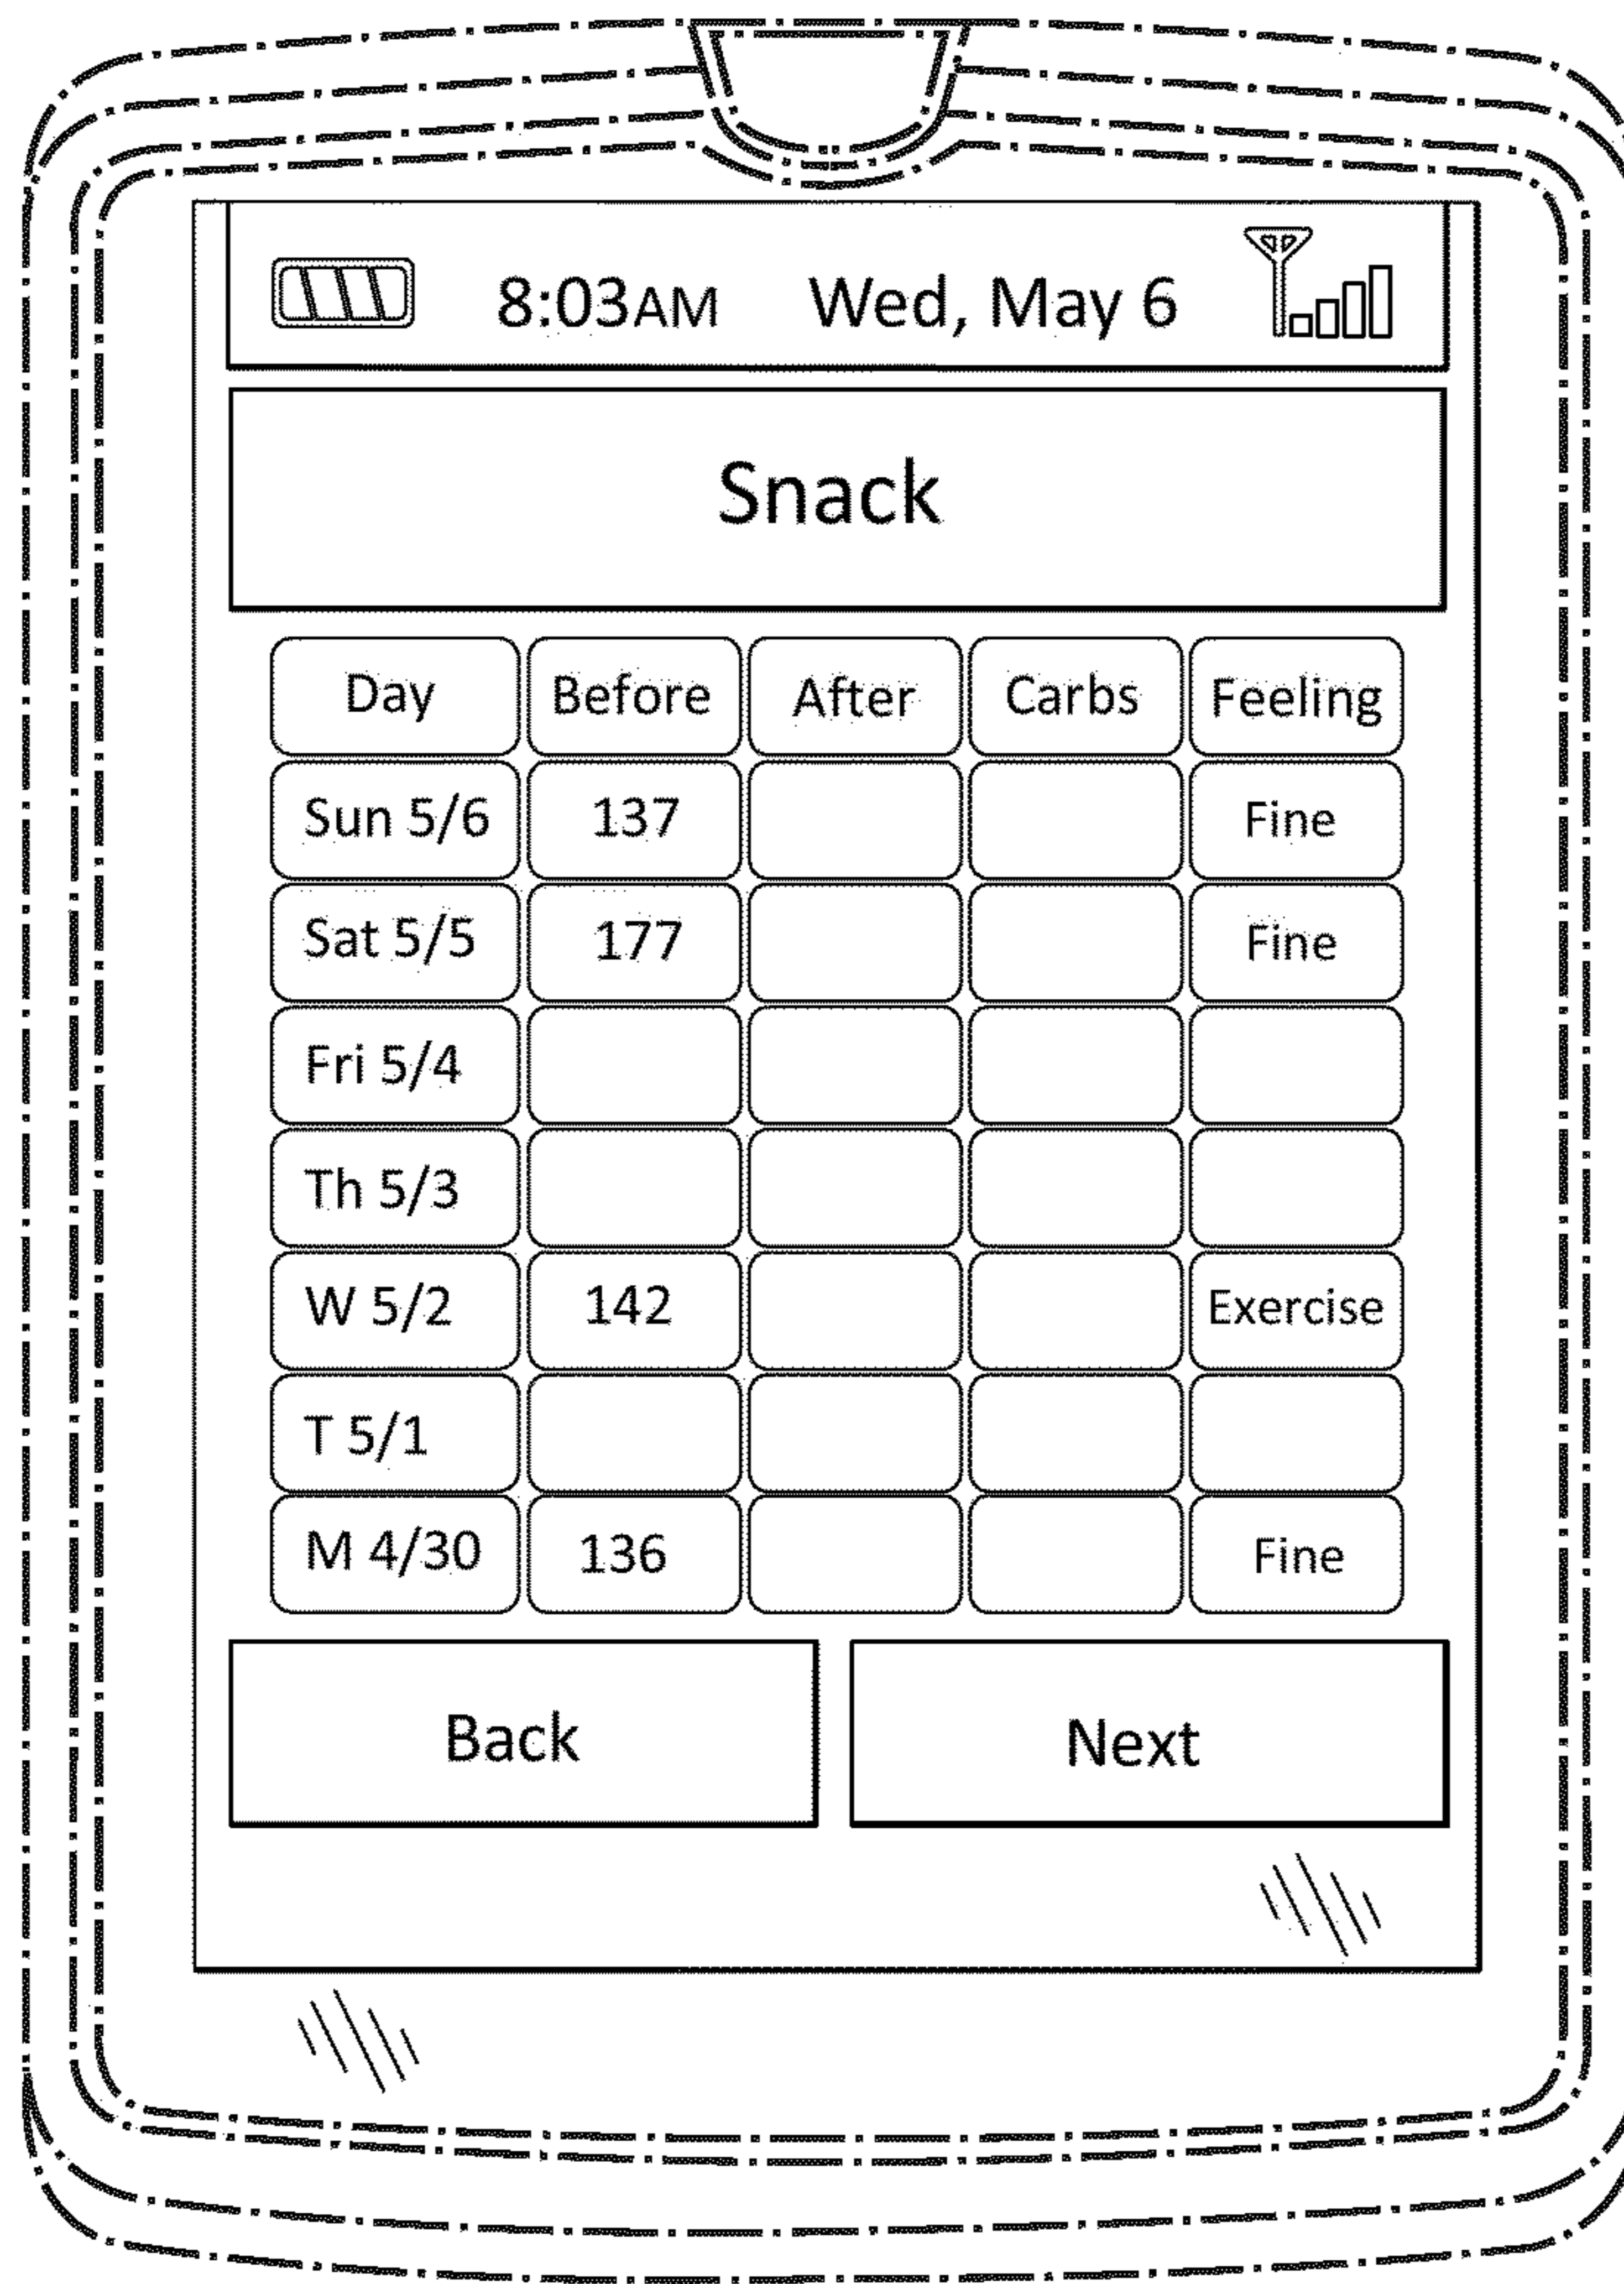 8:03AM Wed, May 6
Snack
Day Before After Carbs Feeling
Sun 5/6 137 Fine
Sat 5/5 177 Fine
Fri 5/4
Th 5/3
W 5/2 142 Exercise
T 5/1
M 4/30 136 Fine
Back Next